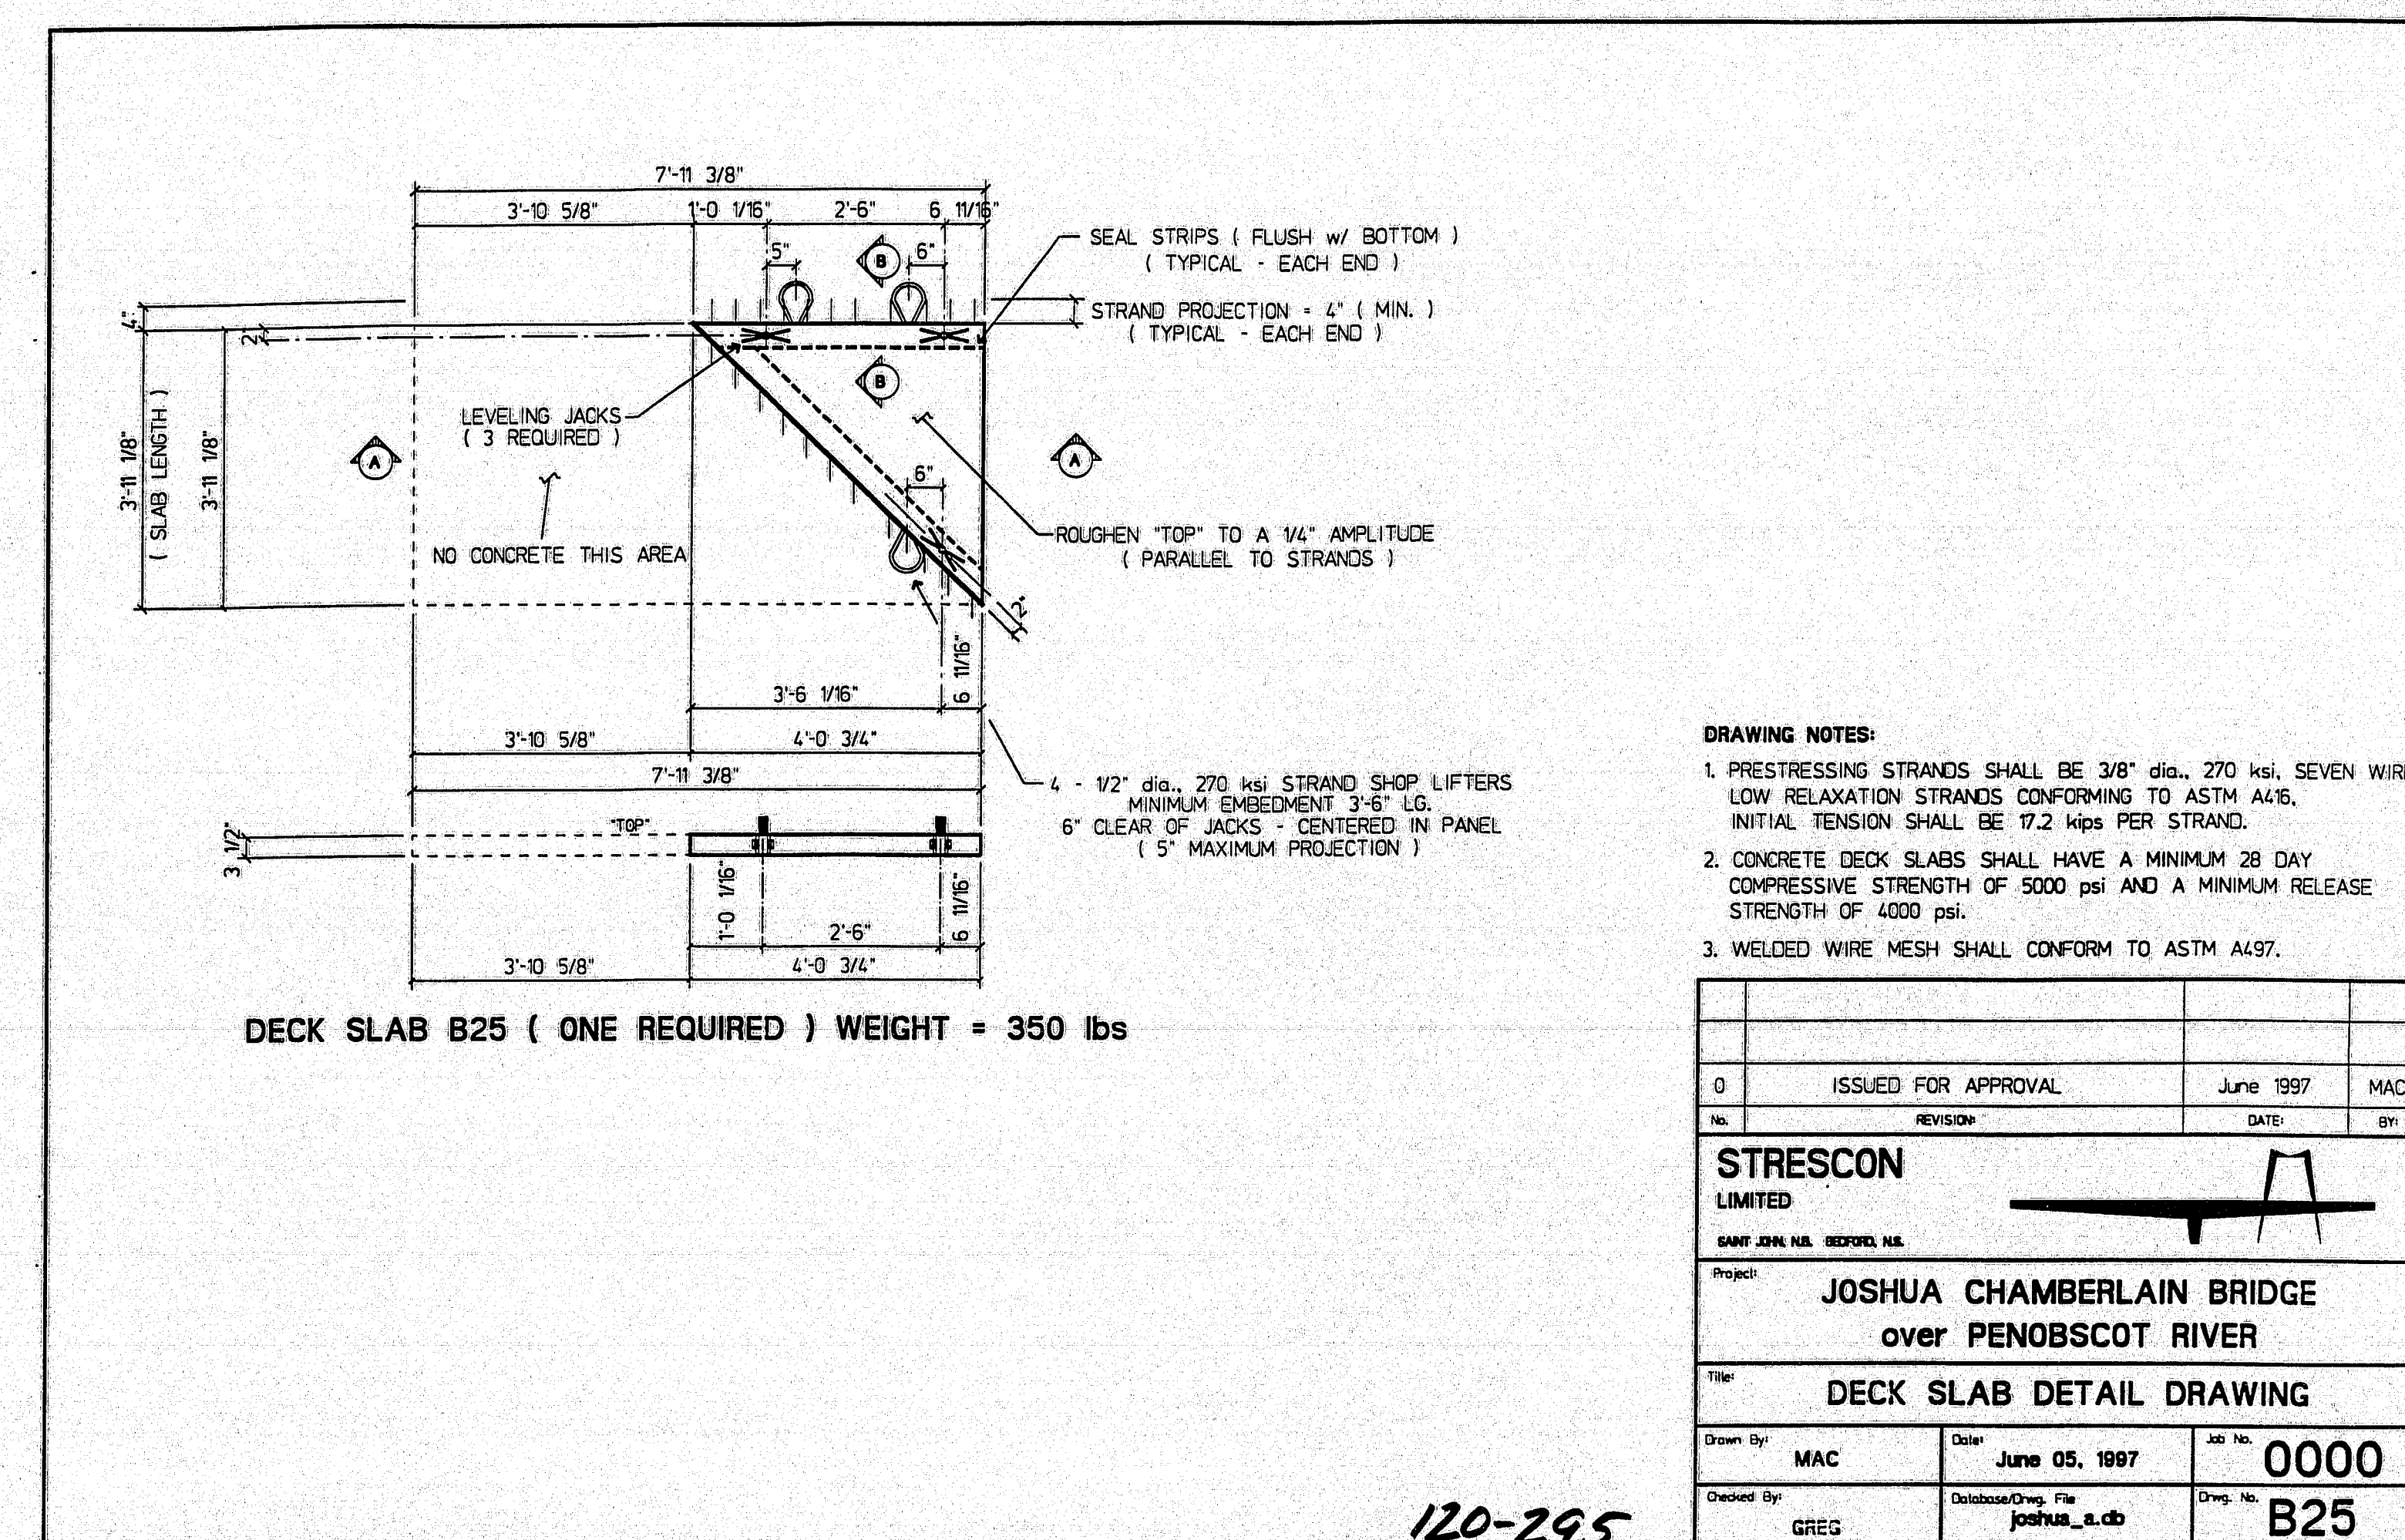 7'-11 3/8"
3'-10 5/8" 1'-0 1/16" 2'-6" 6 11/16"
5" B 6"
SEAL STRIPS ( FLUSH w/ BOTTOM )
( TYPICAL - EACH END )
STRAND PROJECTION = 4" ( MIN. )
( TYPICAL - EACH END )
4"
2"
B
LEVELING JACKS
( 3 REQUIRED )
3'-11 1/8"
( SLAB LENGTH )
3'-11 1/8"
A
A
6"
NO CONCRETE THIS AREA
ROUGHEN "TOP" TO A 1/4" AMPLITUDE
( PARALLEL TO STRANDS )
2"
6 11/16"
3'-6 1/16"
3'-10 5/8" 4'-0 3/4"
7'-11 3/8"
4 - 1/2" dia., 270 ksi STRAND SHOP LIFTERS
MINIMUM EMBEDMENT 3'-6" LG.
6" CLEAR OF JACKS - CENTERED IN PANEL
( 5" MAXIMUM PROJECTION )
"TOP"
3 1/2"
1'-0 1/16"
2'-6"
6 11/16"
3'-10 5/8" 4'-0 3/4"
DECK SLAB B25 ( ONE REQUIRED ) WEIGHT = 350 lbs
DRAWING NOTES:
1. PRESTRESSING STRANDS SHALL BE 3/8" dia., 270 ksi, SEVEN WIR
LOW RELAXATION STRANDS CONFORMING TO ASTM A416.
INITIAL TENSION SHALL BE 17.2 kips PER STRAND.
2. CONCRETE DECK SLABS SHALL HAVE A MINIMUM 28 DAY
COMPRESSIVE STRENGTH OF 5000 psi AND A MINIMUM RELEASE
STRENGTH OF 4000 psi.
3. WELDED WIRE MESH SHALL CONFORM TO ASTM A497.
0 ISSUED FOR APPROVAL June 1997 MAC
No. REVISION: DATE: BY:
STRESCON
LIMITED
SAINT JOHN, N.B. BEDFORD, N.S.
Project:
JOSHUA CHAMBERLAIN BRIDGE
over PENOBSCOT RIVER
Title:
DECK SLAB DETAIL DRAWING
Drawn By: MAC
Date: June 05, 1997
Job No. 0000
Checked By: GREG
Database/Drwg. File joshua_a.db
Drwg. No. B25
120-295